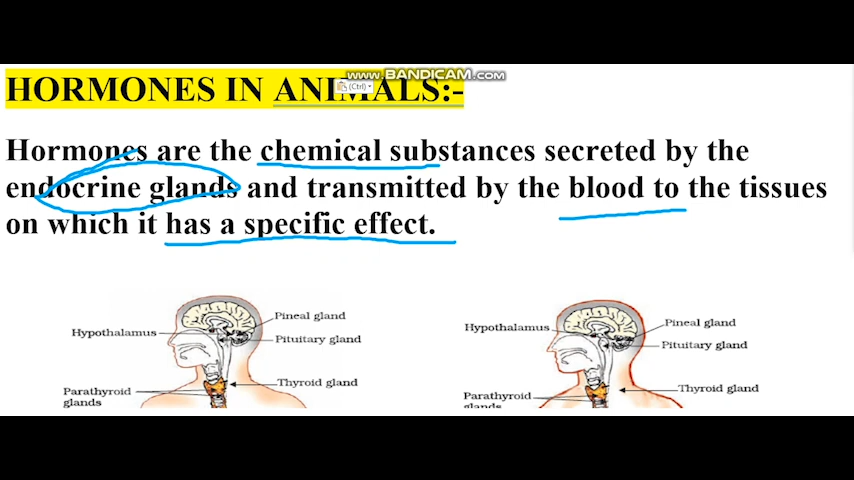 www.BANDICAM.com
HORMONES IN ANIMALS:-
(Ctrl)
Hormones are the chemical substances secreted by the
endocrine glands and transmitted by the blood to the tissues
on which it has a specific effect.
Hypothalamus
Pineal gland
Pituitary gland
Thyroid gland
Parathyroid
glands
Hypothalamus
Pineal gland
Pituitary gland
Thyroid gland
Parathyroid
glands